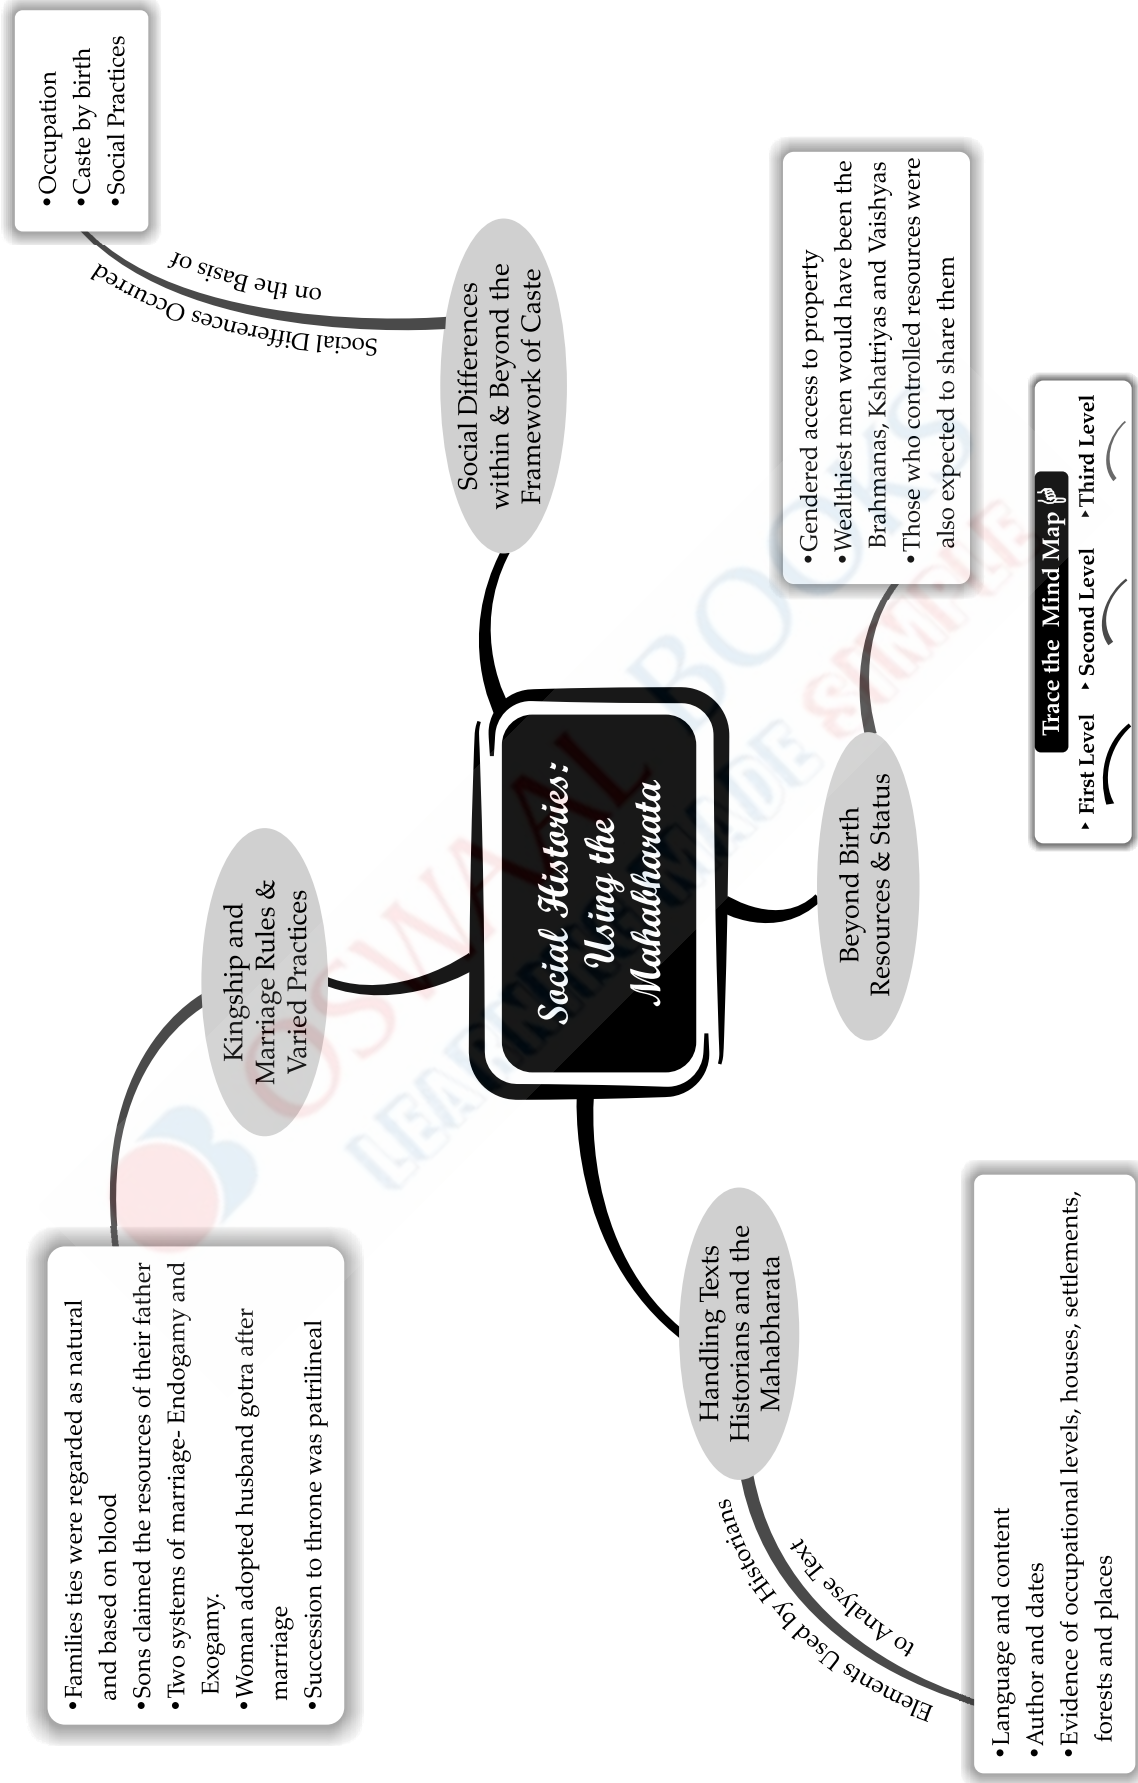 Social Histories:
Using the
Mahabharata
Kingship and
Marriage Rules &
Varied Practices
•Families ties were regarded as natural
and based on blood
•Sons claimed the resources of their father
•Two systems of marriage- Endogamy and
Exogamy.
•Woman adopted husband gotra after
marriage
•Succession to throne was patrilineal
Social Differences
within & Beyond the
Framework of Caste
Social Differences Occurred
on the Basis of
•Occupation
•Caste by birth
•Social Practices
Beyond Birth
Resources & Status
•Gendered access to property
•Wealthiest men would have been the
Brahmanas, Kshatriyas and Vaishyas
•Those who controlled resources were
also expected to share them
Handling Texts
Historians and the
Mahabharata
Elements Used by Historians
to Analyse Text
•Language and content
•Author and dates
•Evidence of occupational levels, houses, settlements,
forests and places
Trace the Mind Map
▸ First Level ▸ Second Level ▸Third Level
OSWAAL BOOKS
LEARNING MADE SIMPLE